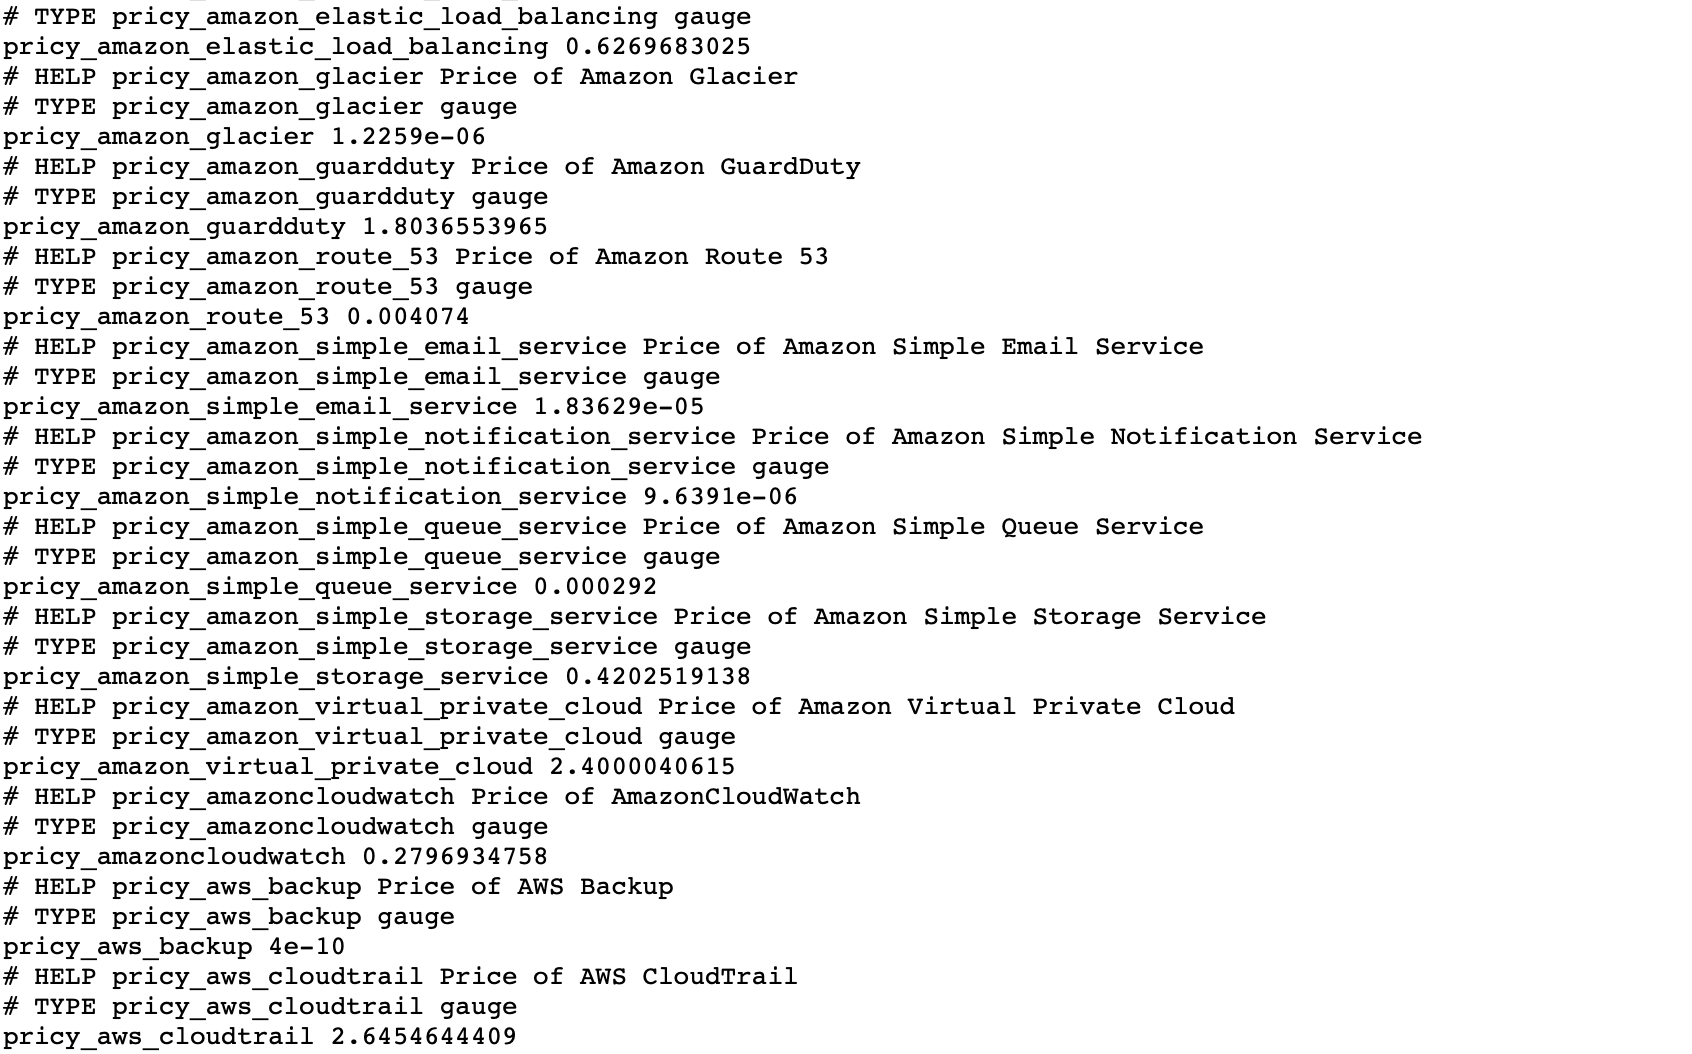 # TYPE pricy_amazon_elastic_load_balancing gauge
pricy_amazon_elastic_load_balancing 0.6269683025
# HELP pricy_amazon_glacier Price of Amazon Glacier
# TYPE pricy_amazon_glacier gauge
pricy_amazon_glacier 1.2259e-06
# HELP pricy_amazon_guardduty Price of Amazon GuardDuty
# TYPE pricy_amazon_guardduty gauge
pricy_amazon_guardduty 1.8036553965
# HELP pricy_amazon_route_53 Price of Amazon Route 53
# TYPE pricy_amazon_route_53 gauge
pricy_amazon_route_53 0.004074
# HELP pricy_amazon_simple_email_service Price of Amazon Simple Email Service
# TYPE pricy_amazon_simple_email_service gauge
pricy_amazon_simple_email_service 1.83629e-05
# HELP pricy_amazon_simple_notification_service Price of Amazon Simple Notification Service
# TYPE pricy_amazon_simple_notification_service gauge
pricy_amazon_simple_notification_service 9.6391e-06
# HELP pricy_amazon_simple_queue_service Price of Amazon Simple Queue Service
# TYPE pricy_amazon_simple_queue_service gauge
pricy_amazon_simple_queue_service 0.000292
# HELP pricy_amazon_simple_storage_service Price of Amazon Simple Storage Service
# TYPE pricy_amazon_simple_storage_service gauge
pricy_amazon_simple_storage_service 0.4202519138
# HELP pricy_amazon_virtual_private_cloud Price of Amazon Virtual Private Cloud
# TYPE pricy_amazon_virtual_private_cloud gauge
pricy_amazon_virtual_private_cloud 2.4000040615
# HELP pricy_amazoncloudwatch Price of AmazonCloudWatch
# TYPE pricy_amazoncloudwatch gauge
pricy_amazoncloudwatch 0.2796934758
# HELP pricy_aws_backup Price of AWS Backup
# TYPE pricy_aws_backup gauge
pricy_aws_backup 4e-10
# HELP pricy_aws_cloudtrail Price of AWS CloudTrail
# TYPE pricy_aws_cloudtrail gauge
pricy_aws_cloudtrail 2.6454644409